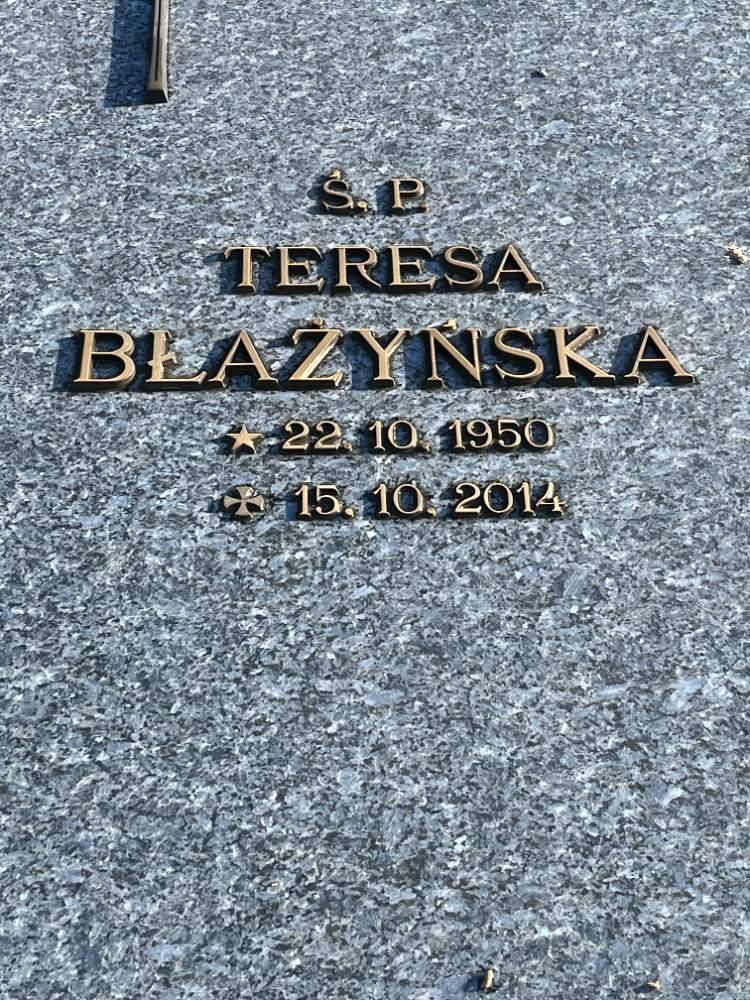 Ś. P.
TERESA
BŁAŻYŃSKA
★ 22. 10. 1950
✠ 15. 10. 2014